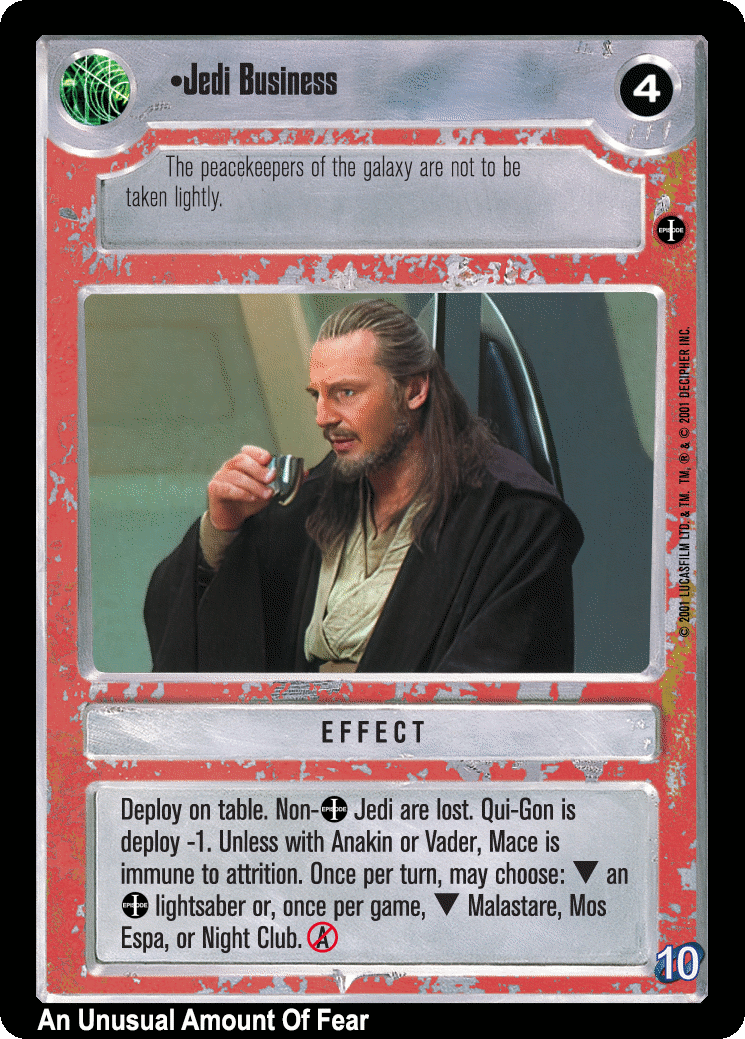 •Jedi Business
4
The peacekeepers of the galaxy are not to be
taken lightly.
EPISODE I
© 2001 LUCASFILM LTD. & TM. TM, ® & © 2001 DECIPHER INC.
EFFECT
Deploy on table. Non-EPISODE I Jedi are lost. Qui-Gon is
deploy -1. Unless with Anakin or Vader, Mace is
immune to attrition. Once per turn, may choose: ▼ an
EPISODE I lightsaber or, once per game, ▼ Malastare, Mos
Espa, or Night Club. A
10
An Unusual Amount Of Fear